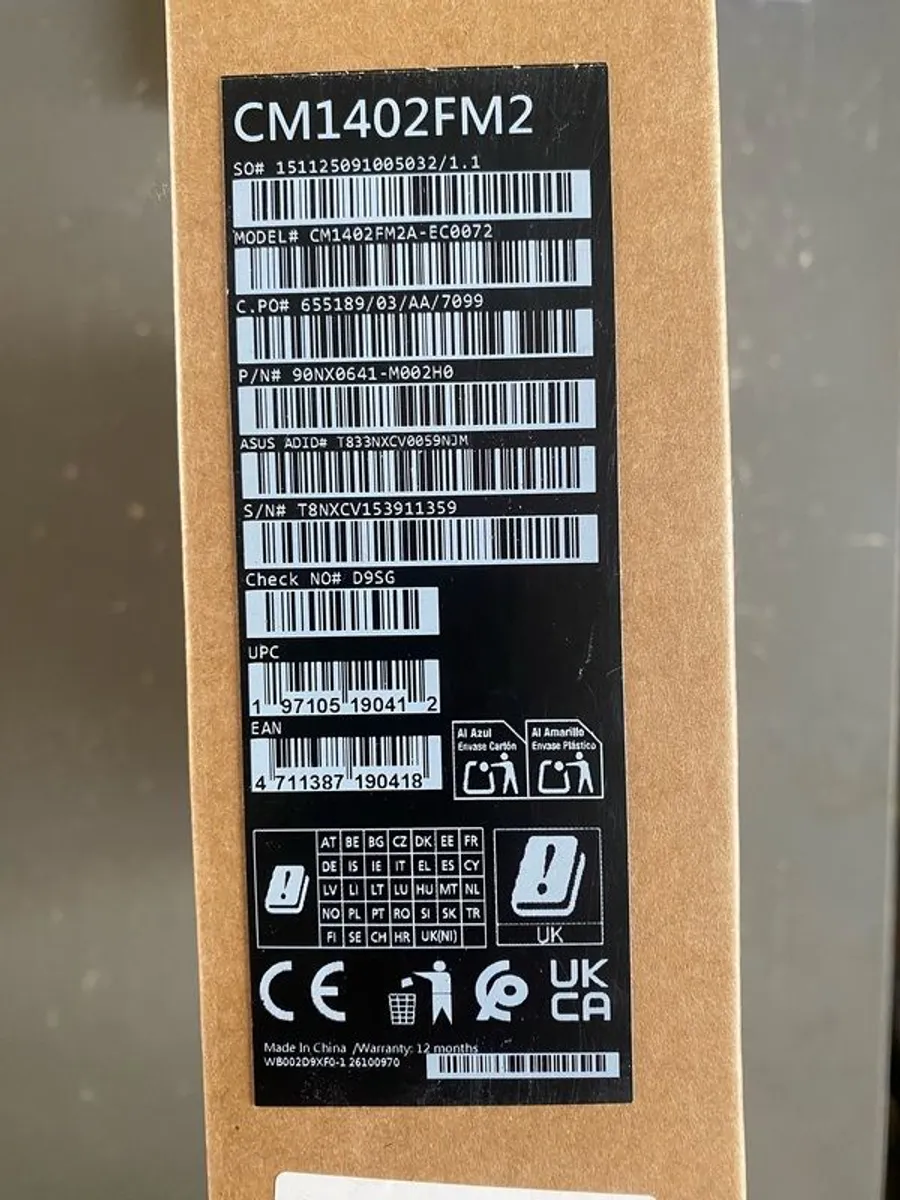 CM1402FM2
SO# 151125091005032/1.1
MODEL# CM1402FM2A-EC0072
C.PO# 655189/03/AA/7099
P/N# 90NX0641-M002H0
ASUS ADID# T833NXCV0059NJM
S/N# T8NXCV153911359
Check NO# D9SG
UPC
1 97105 19041 2
EAN
4 711387 190418
Al Azul
Envase Cartón
Al Amarillo
Envase Plástico
AT BE BG CZ DK EE FR
DE IS IE IT EL ES CY
LV LI LT LU HU MT NL
NO PL PT RO SI SK TR
FI SE CH HR UK(NI)
UK
CE
UK
CA
Made In China /Warranty: 12 months
WB002D9XF0-1 26100970